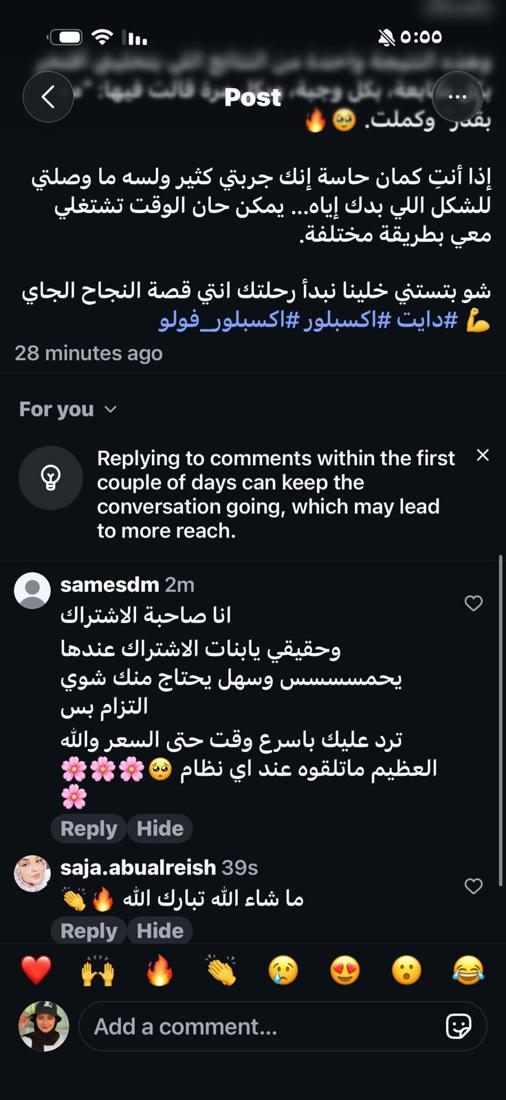 0:00
Post
بقدر وكملت. 🥹🔥
إذا أنتِ كمان حاسة إنك جربتي كثير ولسه ما وصلتي
للشكل اللي بدك إياه... يمكن حان الوقت تشتغلي
معي بطريقة مختلفة.
شو بتستني خلينا نبدأ رحلتك انتي قصة النجاح الجاي
💪 #دايت #اكسبلور #اكسبلور_فولو
28 minutes ago
For you
Replying to comments within the first
couple of days can keep the
conversation going, which may lead
to more reach.
samesdm 2m
انا صاحبة الاشتراك
وحقيقي يابنات الاشتراك عندها
يحمسسسس وسهل يحتاج منك شوي
التزام بس
ترد عليك باسرع وقت حتى السعر والله
العظيم ماتلقوه عند اي نظام 🥺🌸🌸🌸
🌸
Reply Hide
saja.abualreish 39s
ما شاء الله تبارك الله 🔥👏
Reply Hide
❤️ 🙌 🔥 👏 😢 😍 😮 😂
Add a comment...